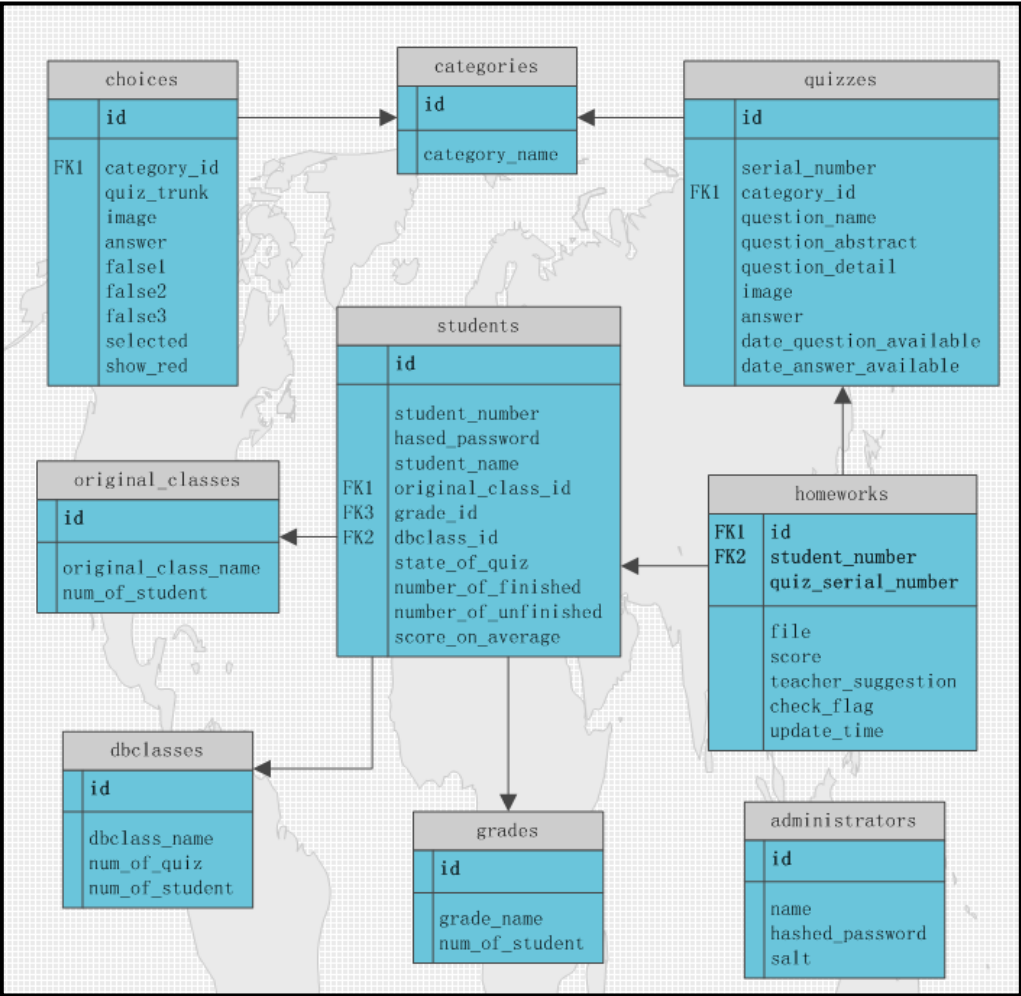 choices
id
FK1 category_id
quiz_trunk
image
answer
false1
false2
false3
selected
show_red
categories
id
category_name
quizzes
id
serial_number
FK1 category_id
question_name
question_abstract
question_detail
image
answer
date_question_available
date_answer_available
students
id
student_number
hased_password
student_name
FK1 original_class_id
FK3 grade_id
FK2 dbclass_id
state_of_quiz
number_of_finished
number_of_unfinished
score_on_average
original_classes
id
original_class_name
num_of_student
homeworks
FK1 id
FK2 student_number
quiz_serial_number
file
score
teacher_suggestion
check_flag
update_time
dbclasses
id
dbclass_name
num_of_quiz
num_of_student
grades
id
grade_name
num_of_student
administrators
id
name
hashed_password
salt